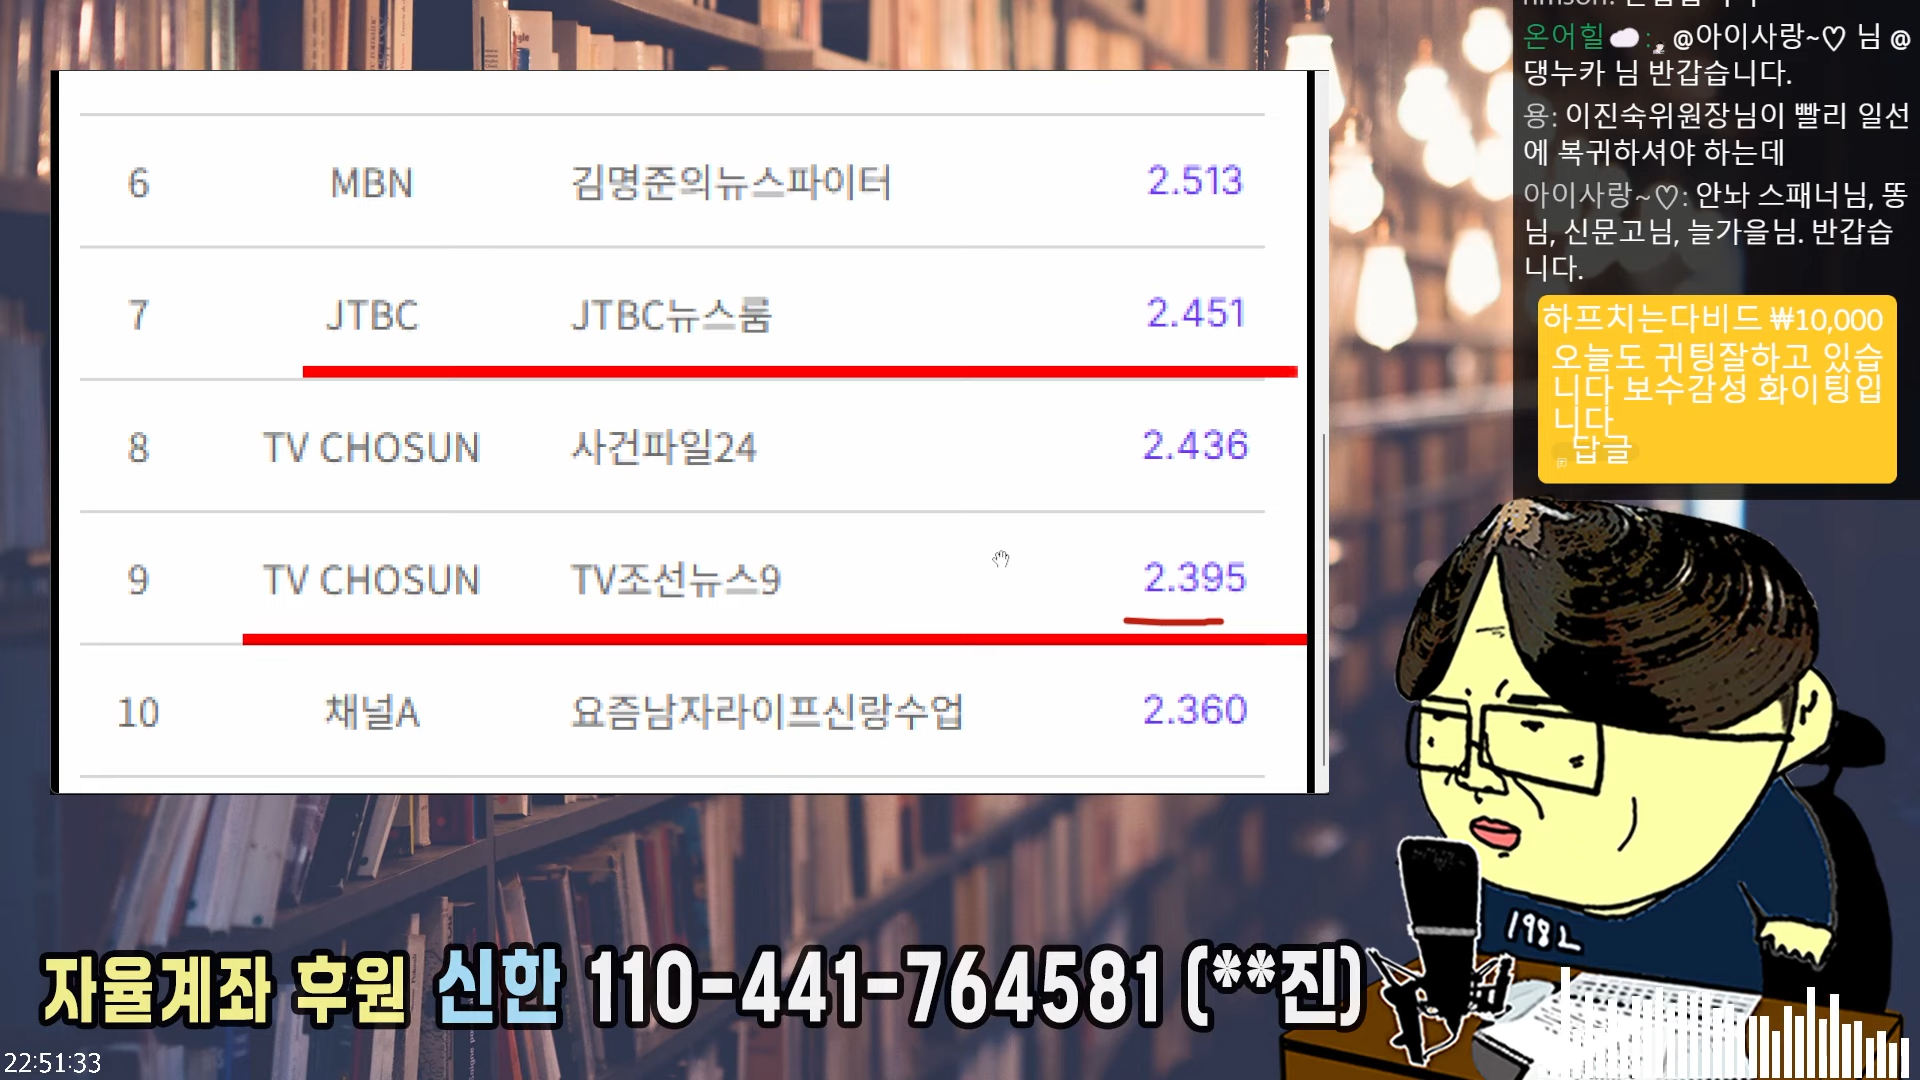 6 MBN 김명준의뉴스파이터 2.513
7 JTBC JTBC뉴스룸 2.451
8 TV CHOSUN 사건파일24 2.436
9 TV CHOSUN TV조선뉴스9 2.395
10 채널A 요즘남자라이프신랑수업 2.360
온어힐 : @아이사랑~♡ 님 @
댕누카 님 반갑습니다.
용: 이진숙위원장님이 빨리 일선
에 복귀하셔야 하는데
아이사랑~♡: 안놔 스패너님, 똥
님, 신문고님, 늘가을님. 반갑습
니다.
하프치는다비드 ₩10,000
오늘도 귀팅잘하고 있습
니다 보수감성 화이팅입
니다
답글
1982
자율계좌 후원 신한 110-441-764581 (**진)
22:51:33